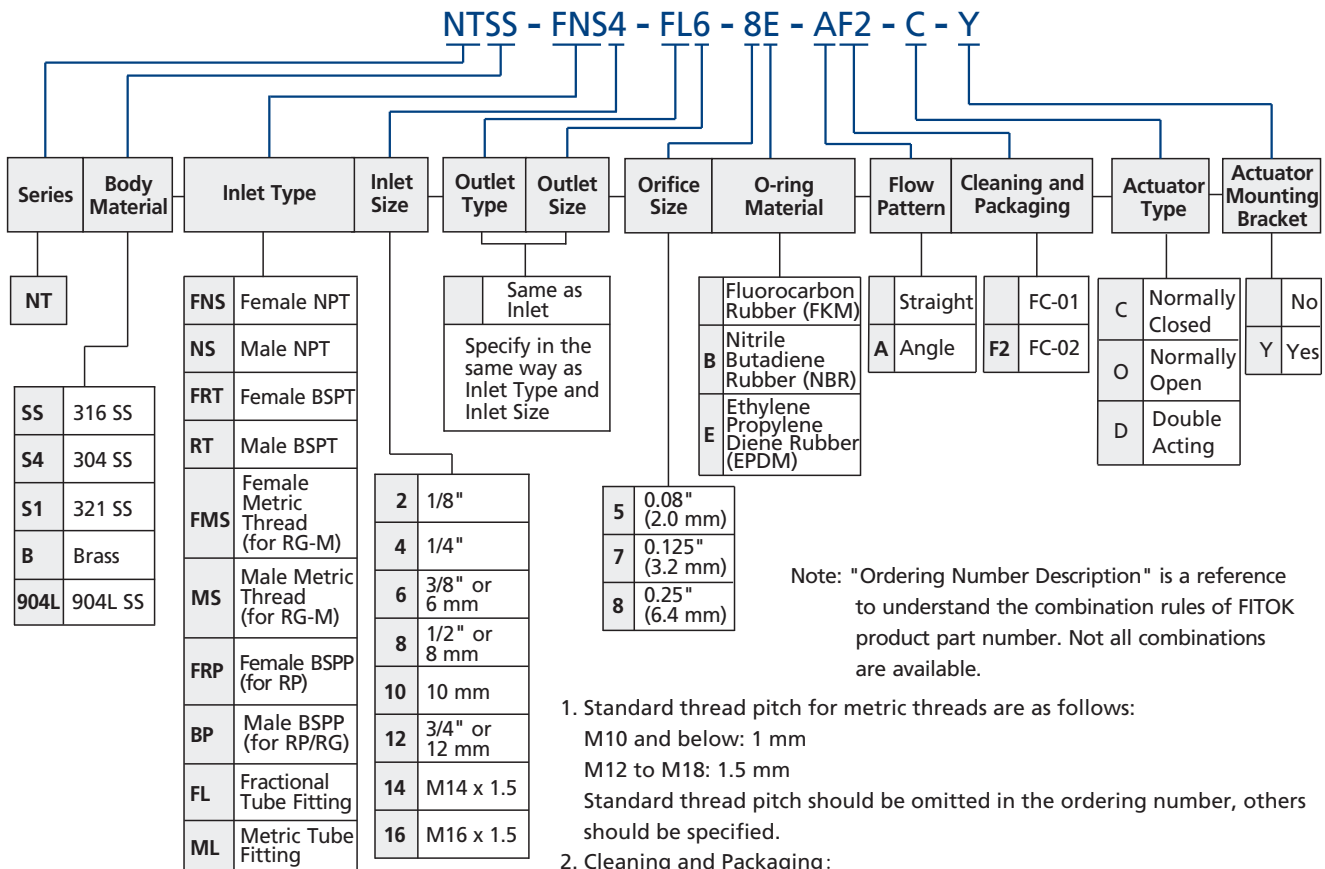 NTSS - FNS4 - FL6 - 8E - AF2 - C - Y
Series
Body
Material
Inlet Type
Inlet
Size
Outlet
Type
Outlet
Size
Orifice
Size
O-ring
Material
Flow
Pattern
Cleaning and
Packaging
Actuator
Type
Actuator
Mounting
Bracket
NT
SS 316 SS
S4 304 SS
S1 321 SS
B Brass
904L 904L SS
FNS Female NPT
NS Male NPT
FRT Female BSPT
RT Male BSPT
FMS Female
Metric
Thread
(for RG-M)
MS Male Metric
Thread
(for RG-M)
FRP Female BSPP
(for RP)
BP Male BSPP
(for RP/RG)
FL Fractional
Tube Fitting
ML Metric Tube
Fitting
2 1/8"
4 1/4"
6 3/8" or
6 mm
8 1/2" or
8 mm
10 10 mm
12 3/4" or
12 mm
14 M14 x 1.5
16 M16 x 1.5
Same as
Inlet
Specify in the
same way as
Inlet Type and
Inlet Size
5 0.08"
(2.0 mm)
7 0.125"
(3.2 mm)
8 0.25"
(6.4 mm)
Fluorocarbon
Rubber (FKM)
B Nitrile
Butadiene
Rubber (NBR)
E Ethylene
Propylene
Diene Rubber
(EPDM)
Straight
A Angle
FC-01
F2 FC-02
C Normally
Closed
O Normally
Open
D Double
Acting
No
Y Yes
Note: "Ordering Number Description" is a reference
to understand the combination rules of FITOK
product part number. Not all combinations
are available.
1. Standard thread pitch for metric threads are as follows:
M10 and below: 1 mm
M12 to M18: 1.5 mm
Standard thread pitch should be omitted in the ordering number, others
should be specified.
2. Cleaning and Packaging: